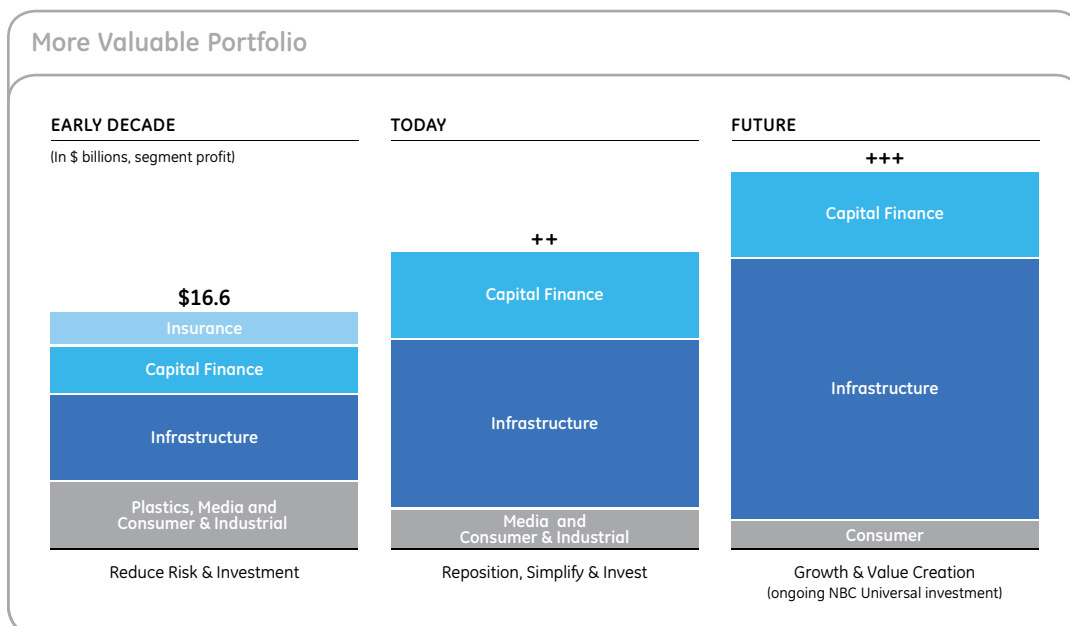 More Valuable Portfolio
EARLY DECADE
(In $ billions, segment profit)
$16.6
Insurance
Capital Finance
Infrastructure
Plastics, Media and
Consumer & Industrial
Reduce Risk & Investment
TODAY
++
Capital Finance
Infrastructure
Media and
Consumer & Industrial
Reposition, Simplify & Invest
FUTURE
+++
Capital Finance
Infrastructure
Consumer
Growth & Value Creation
(ongoing NBC Universal investment)